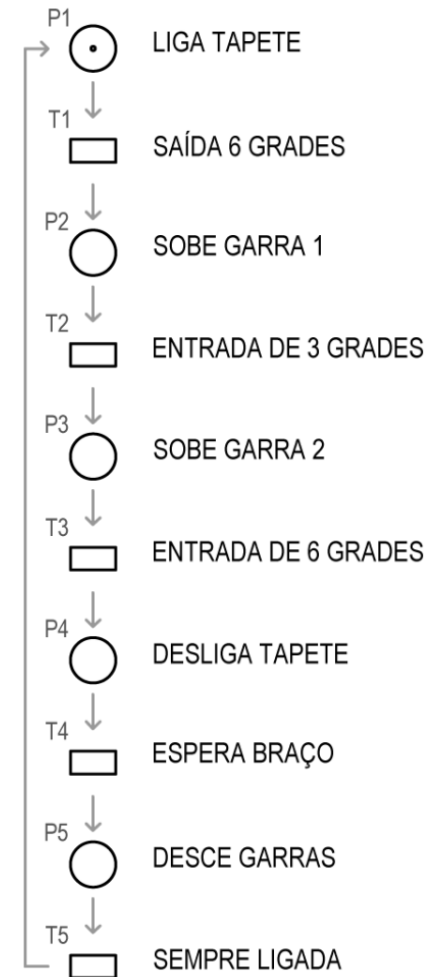 P1 LIGA TAPETE
T1 SAÍDA 6 GRADES
P2 SOBE GARRA 1
T2 ENTRADA DE 3 GRADES
P3 SOBE GARRA 2
T3 ENTRADA DE 6 GRADES
P4 DESLIGA TAPETE
T4 ESPERA BRAÇO
P5 DESCE GARRAS
T5 SEMPRE LIGADA